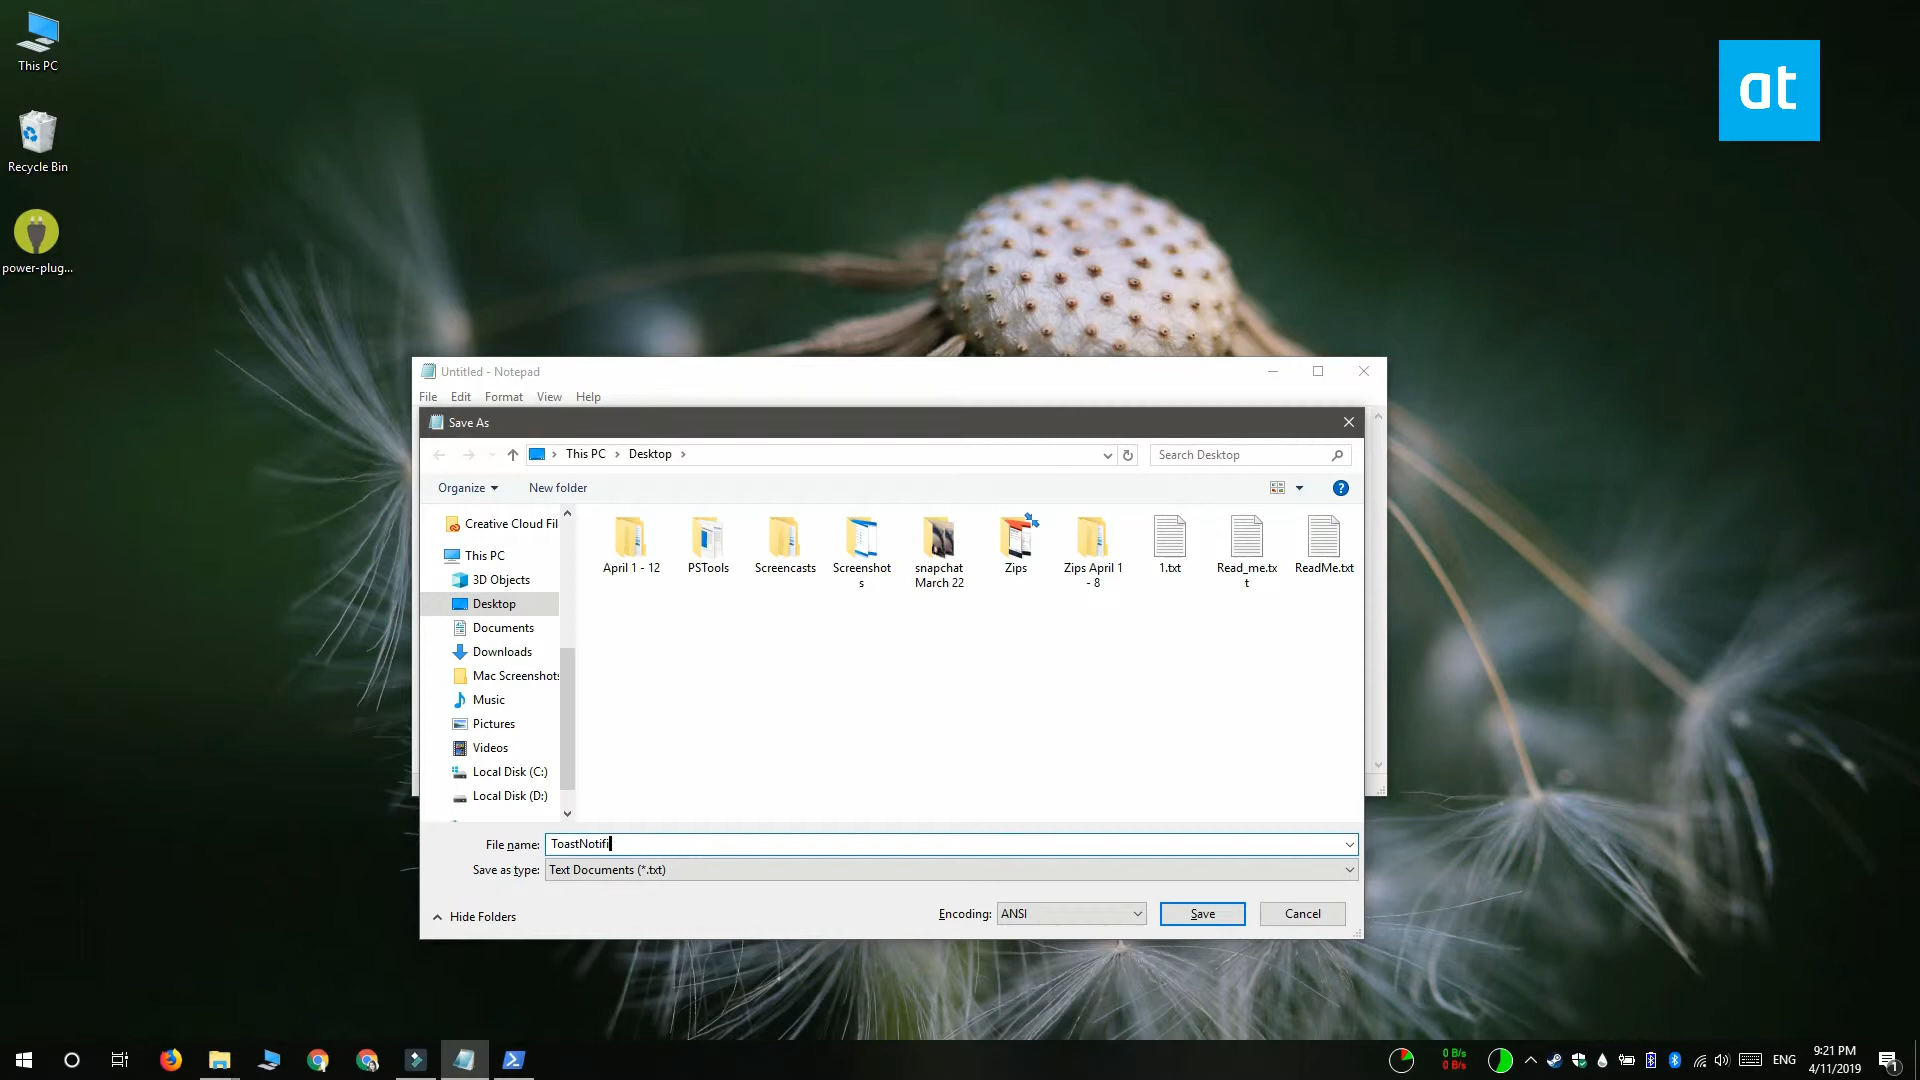 This PC
at
Recycle Bin
power-plug...
Untitled - Notepad
File Edit Format View Help
Save As
This PC Desktop
Search Desktop
Organize New folder
Creative Cloud Fil
This PC
3D Objects
Desktop
Documents
Downloads
Mac Screenshots
Music
Pictures
Videos
Local Disk (C:)
Local Disk (D:)
April 1 - 12
PSTools
Screencasts
Screenshot
s
snapchat
March 22
Zips
Zips April 1
- 8
1.txt
Read_me.tx
t
ReadMe.txt
File name: ToastNotifi
Save as type: Text Documents (*.txt)
Hide Folders
Encoding: ANSI Save Cancel
0 B/s
0 B/s
ENG
9:21 PM
4/11/2019
1